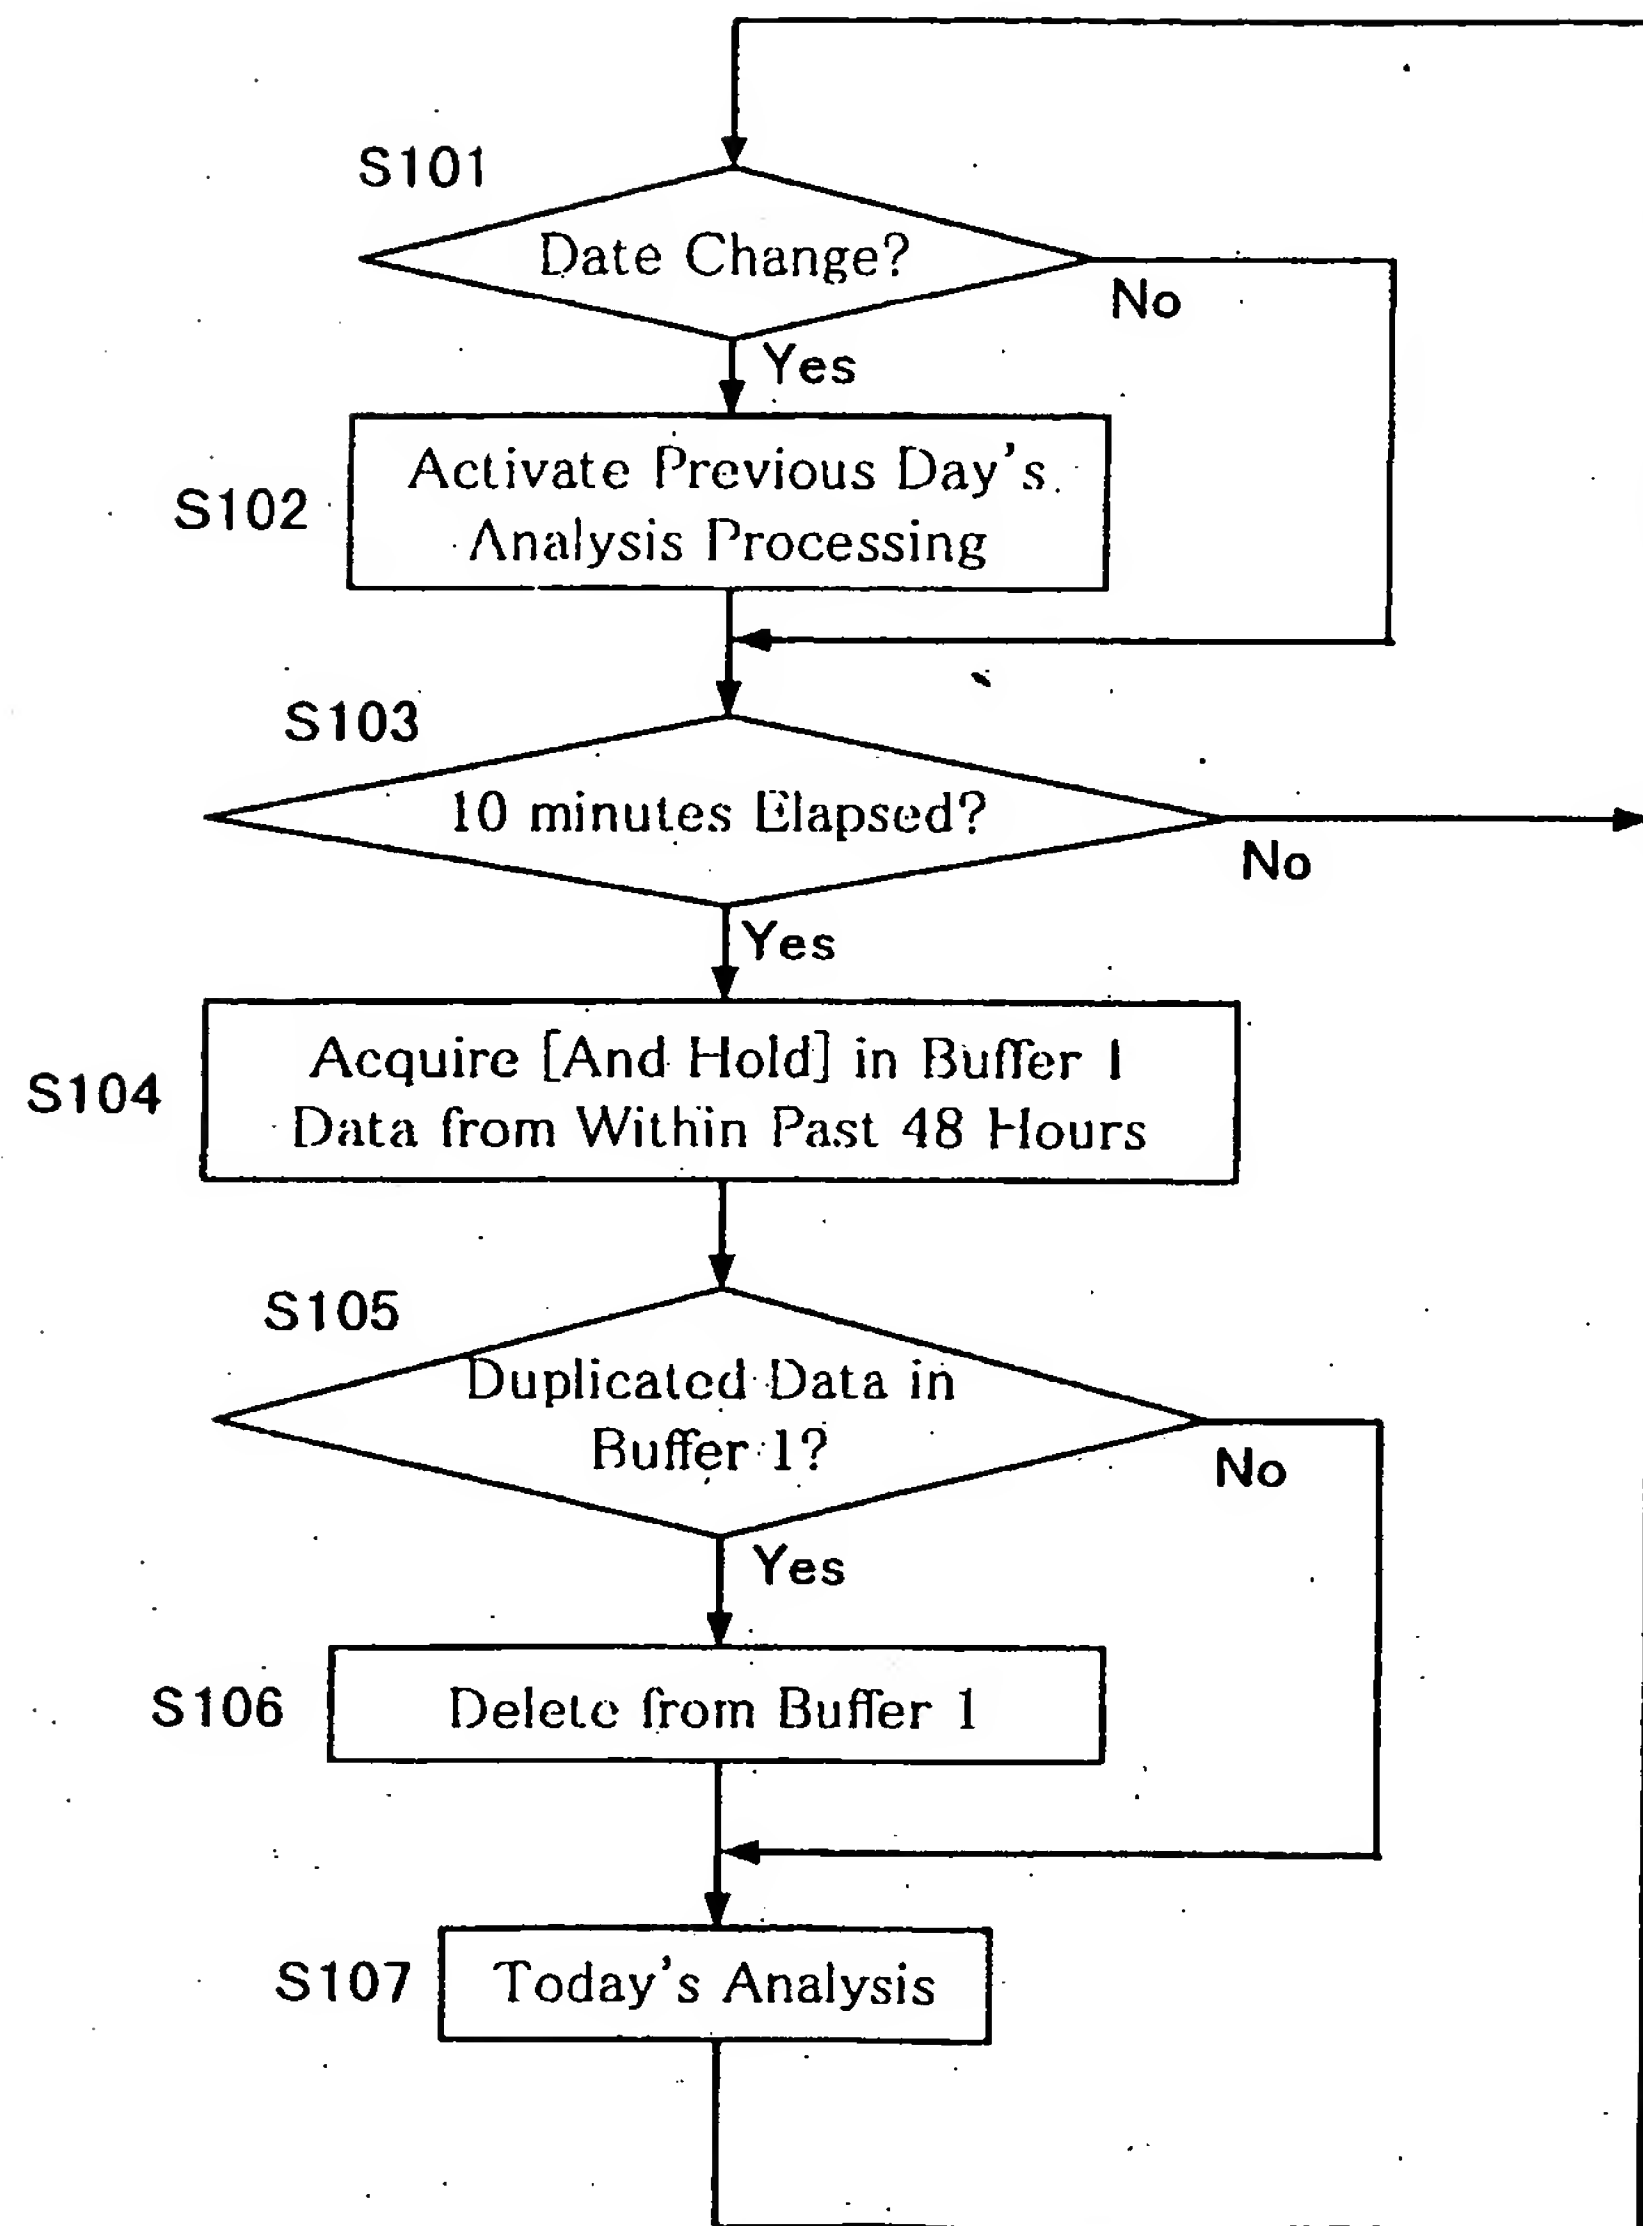 S101
Date Change?
No
Yes
S102
Activate Previous Day's
Analysis Processing
S103
10 minutes Elapsed?
No
Yes
S104
Acquire [And Hold] in Buffer 1
Data from Within Past 48 Hours
S105
Duplicated Data in
Buffer 1?
No
Yes
S106
Delete from Buffer 1
S107
Today's Analysis